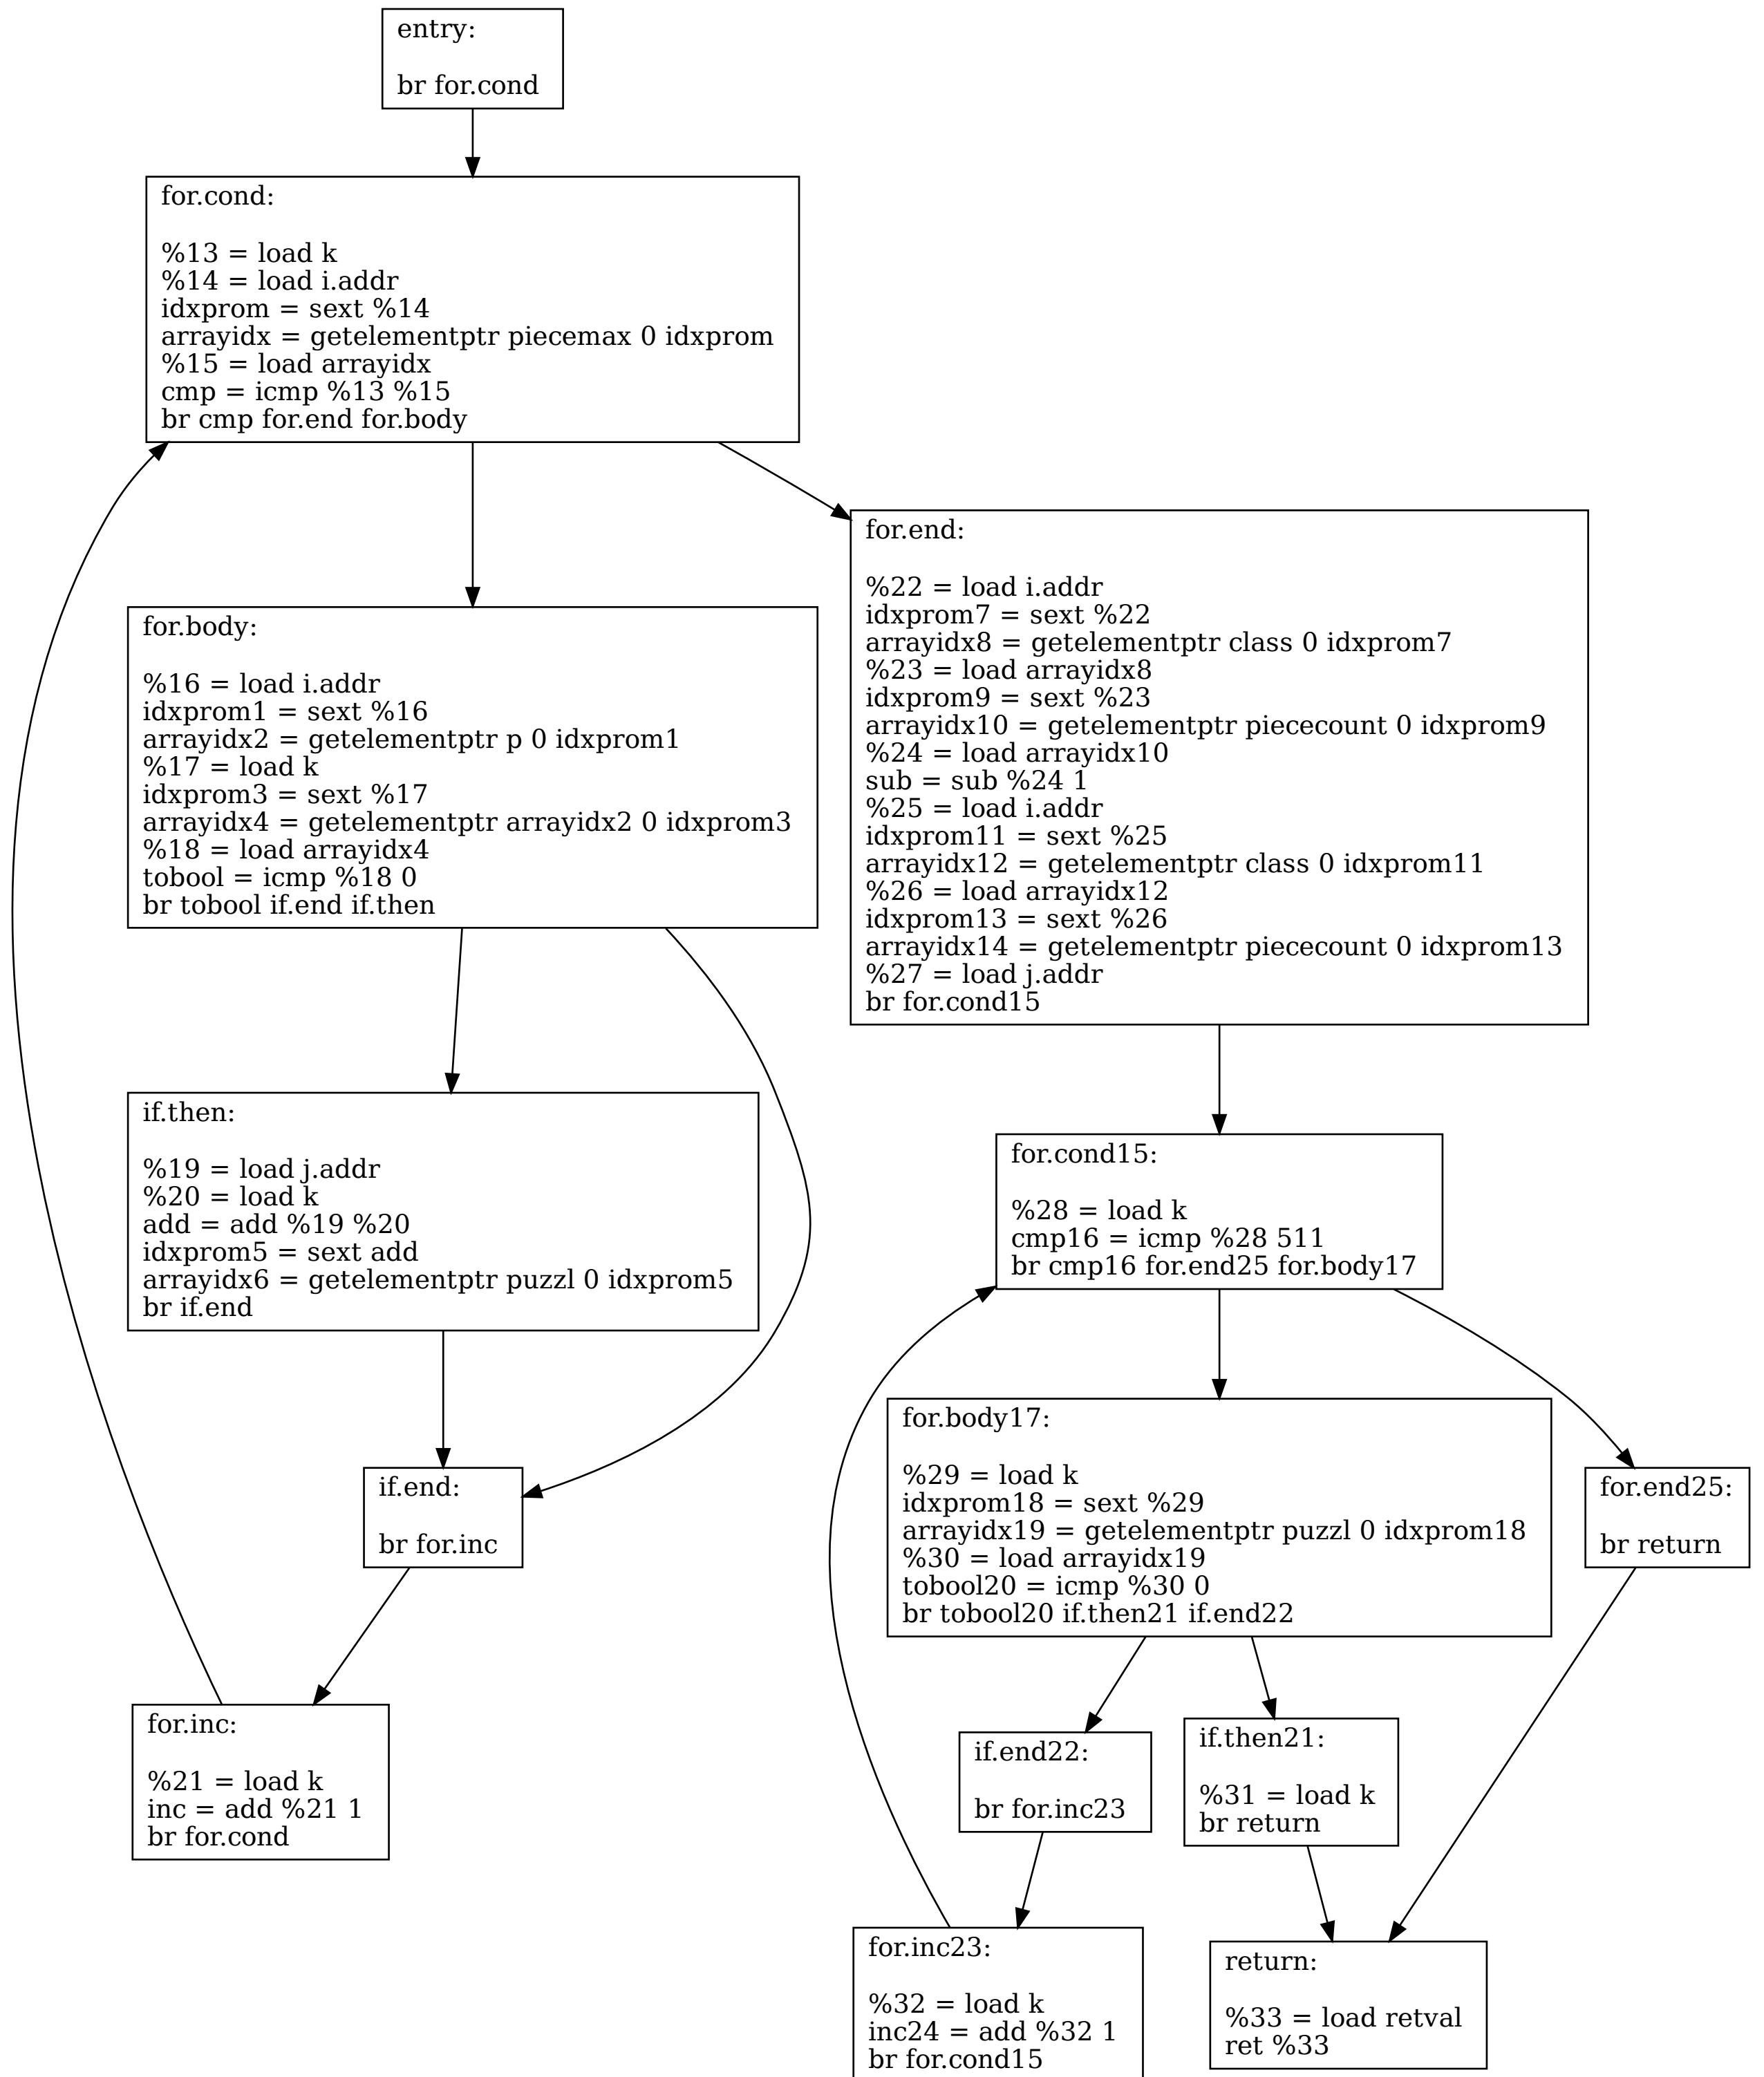 entry:
br for.cond
for.cond:
%13 = load k
%14 = load i.addr
idxprom = sext %14
arrayidx = getelementptr piecemax 0 idxprom
%15 = load arrayidx
cmp = icmp %13 %15
br cmp for.end for.body
for.body:
%16 = load i.addr
idxprom1 = sext %16
arrayidx2 = getelementptr p 0 idxprom1
%17 = load k
idxprom3 = sext %17
arrayidx4 = getelementptr arrayidx2 0 idxprom3
%18 = load arrayidx4
tobool = icmp %18 0
br tobool if.end if.then
for.end:
%22 = load i.addr
idxprom7 = sext %22
arrayidx8 = getelementptr class 0 idxprom7
%23 = load arrayidx8
idxprom9 = sext %23
arrayidx10 = getelementptr piececount 0 idxprom9
%24 = load arrayidx10
sub = sub %24 1
%25 = load i.addr
idxprom11 = sext %25
arrayidx12 = getelementptr class 0 idxprom11
%26 = load arrayidx12
idxprom13 = sext %26
arrayidx14 = getelementptr piececount 0 idxprom13
%27 = load j.addr
br for.cond15
if.then:
%19 = load j.addr
%20 = load k
add = add %19 %20
idxprom5 = sext add
arrayidx6 = getelementptr puzzl 0 idxprom5
br if.end
for.cond15:
%28 = load k
cmp16 = icmp %28 511
br cmp16 for.end25 for.body17
if.end:
br for.inc
for.body17:
%29 = load k
idxprom18 = sext %29
arrayidx19 = getelementptr puzzl 0 idxprom18
%30 = load arrayidx19
tobool20 = icmp %30 0
br tobool20 if.then21 if.end22
for.end25:
br return
for.inc:
%21 = load k
inc = add %21 1
br for.cond
if.end22:
br for.inc23
if.then21:
%31 = load k
br return
for.inc23:
%32 = load k
inc24 = add %32 1
br for.cond15
return:
%33 = load retval
ret %33